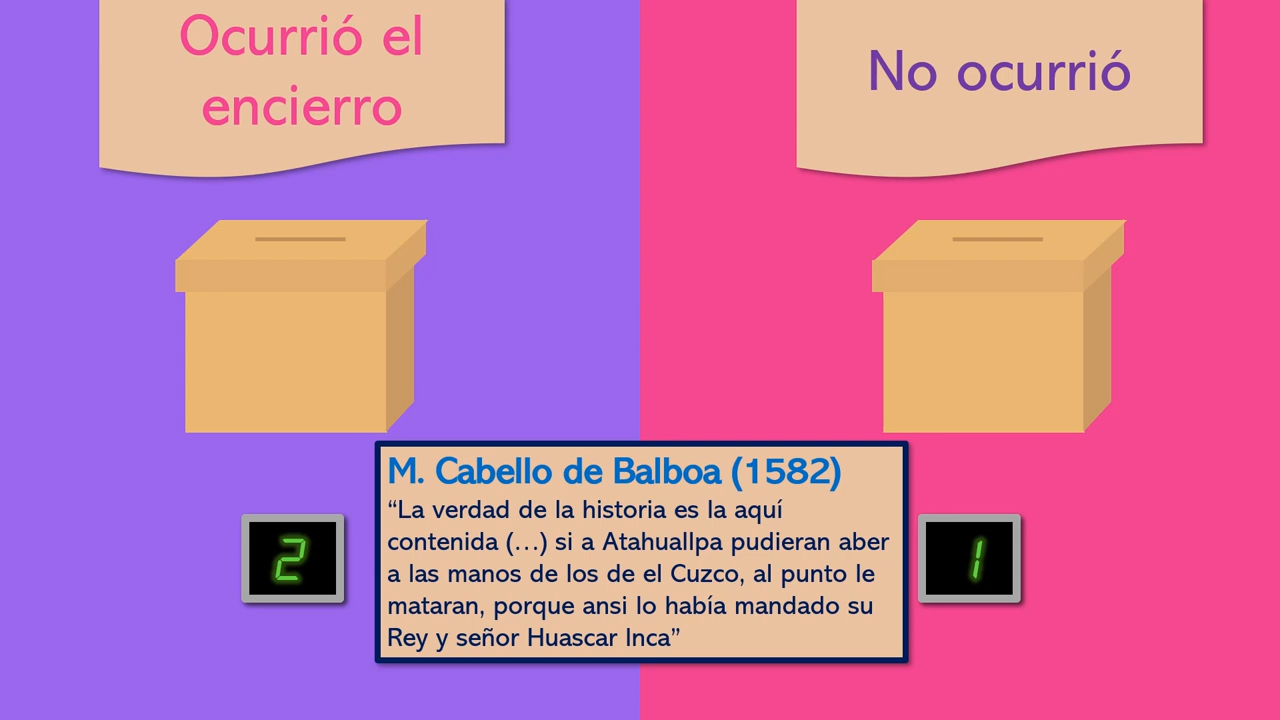 Ocurrió el
encierro
No ocurrió
M. Cabello de Balboa (1582)
“La verdad de la historia es la aquí
contenida (...) si a Atahuallpa pudieran aber
a las manos de los de el Cuzco, al punto le
mataran, porque ansi lo había mandado su
Rey y señor Huascar Inca”
2
1